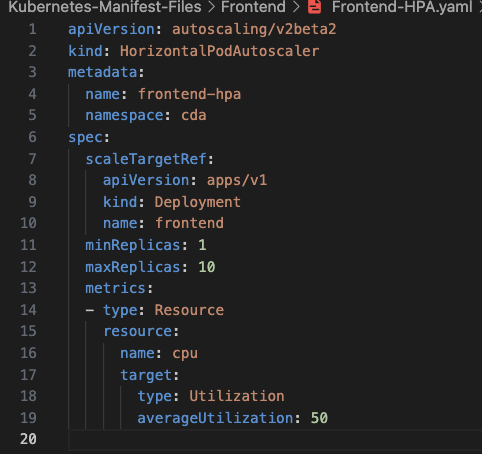 Kubernetes-Manifest-Files > Frontend > Frontend-HPA.yaml >
1 apiVersion: autoscaling/v2beta2
2 kind: HorizontalPodAutoscaler
3 metadata:
4   name: frontend-hpa
5   namespace: cda
6 spec:
7   scaleTargetRef:
8     apiVersion: apps/v1
9     kind: Deployment
10     name: frontend
11   minReplicas: 1
12   maxReplicas: 10
13   metrics:
14   - type: Resource
15     resource:
16       name: cpu
17       target:
18         type: Utilization
19         averageUtilization: 50
20